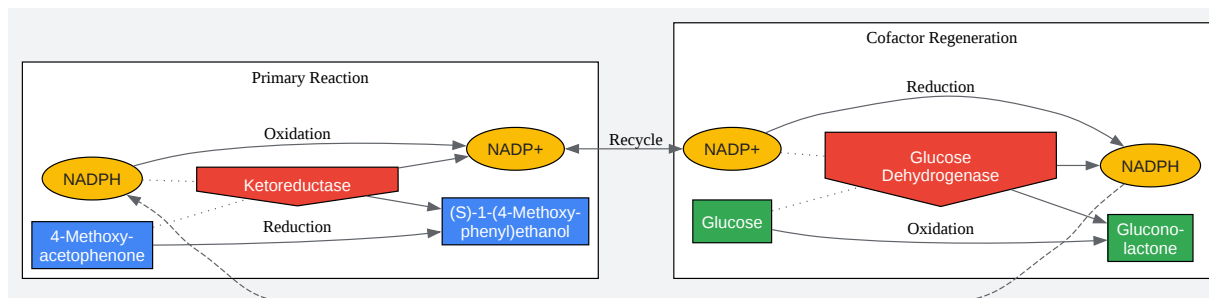 Primary Reaction
Oxidation
NADPH
NADP+
Ketoreductase
4-Methoxy-
acetophenone
Reduction
(S)-1-(4-Methoxy-
phenyl)ethanol
Recycle
Cofactor Regeneration
Reduction
NADP+
Glucose
Dehydrogenase
NADPH
Glucose
Oxidation
Glucono-
lactone